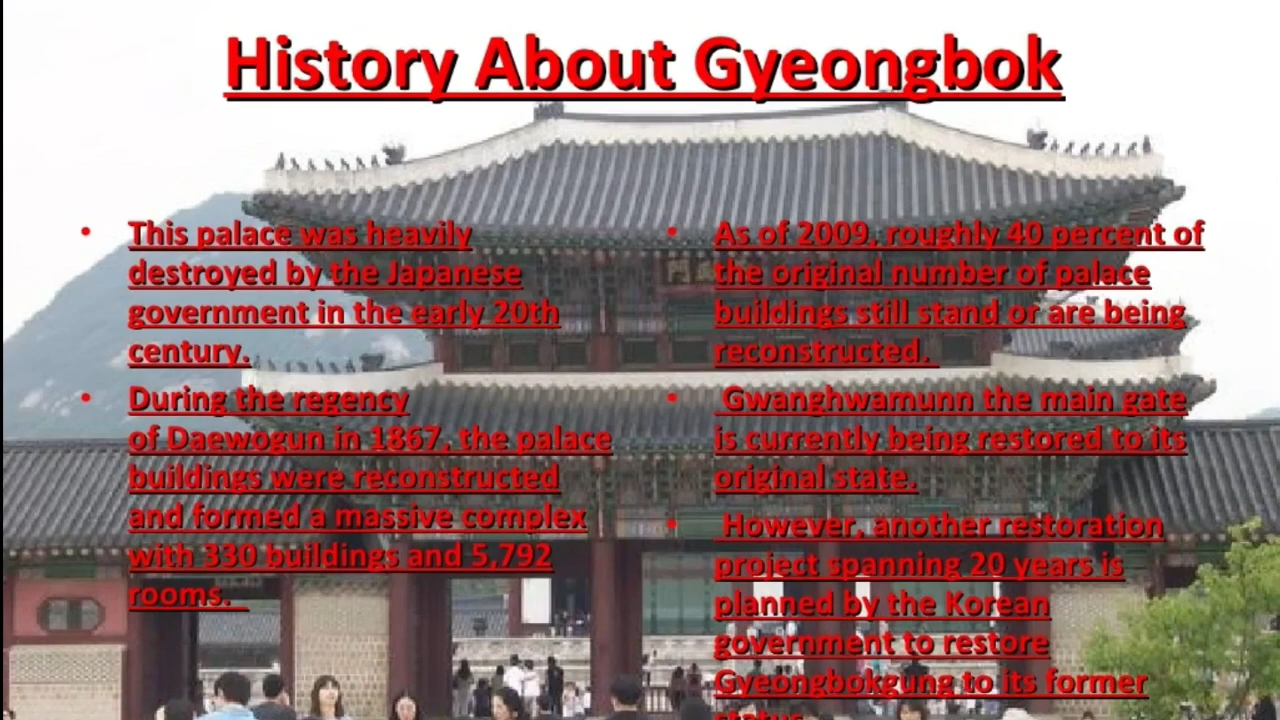 History About Gyeongbok
• This palace was heavily
destroyed by the Japanese
government in the early 20th
century.
• During the regency
of Daewogun in 1867, the palace
buildings were reconstructed
and formed a massive complex
with 330 buildings and 5,792
rooms.
• As of 2009, roughly 40 percent of
the original number of palace
buildings still stand or are being
reconstructed.
• Gwanghwamunn the main gate
is currently being restored to its
original state.
• However, another restoration
project spanning 20 years is
planned by the Korean
government to restore
Gyeongbokgung to its former
status.